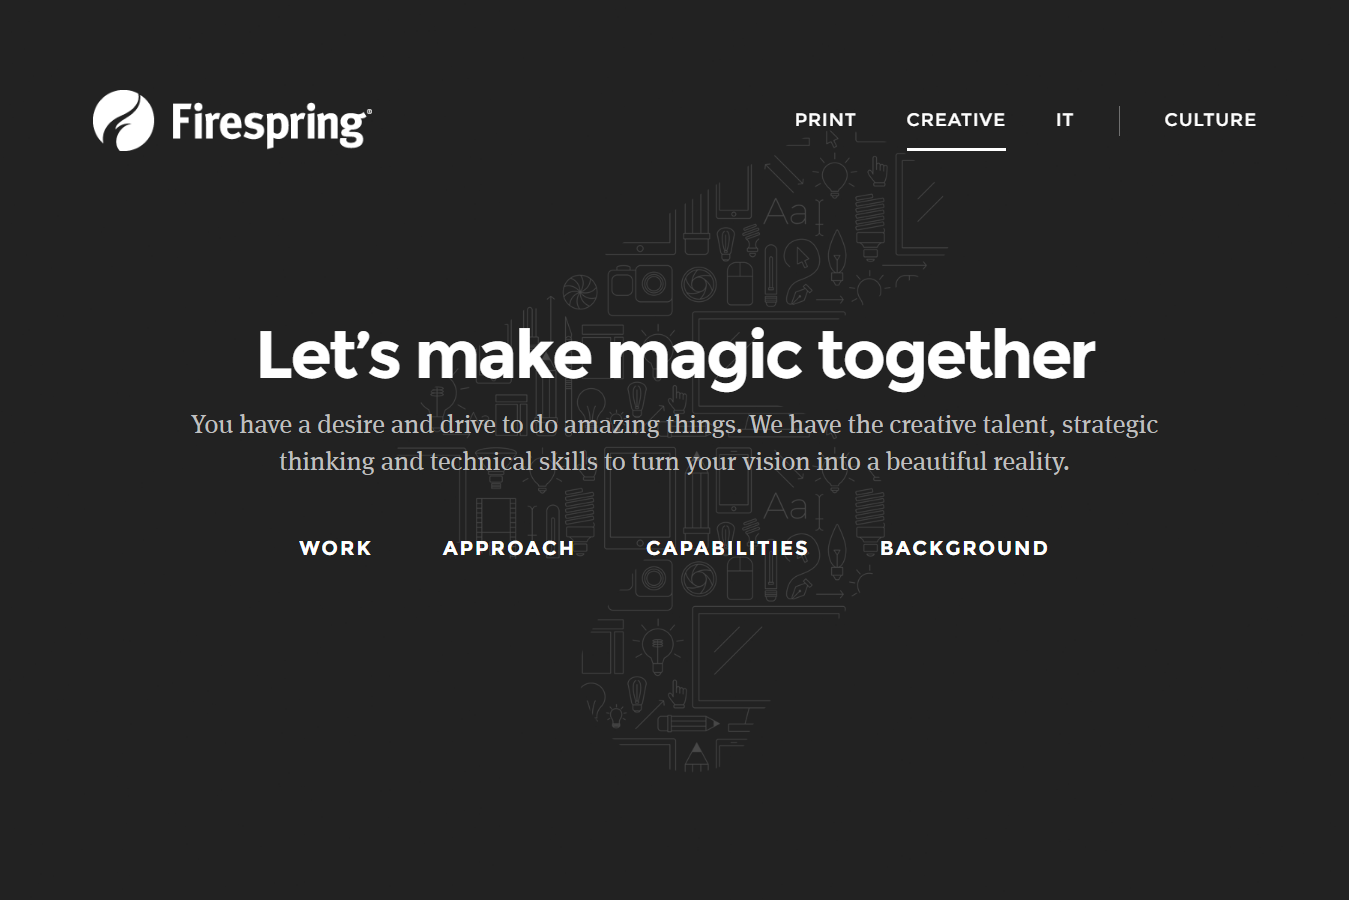 Firespring®
PRINT
CREATIVE
IT
CULTURE
Aa
Let’s make magic together
You have a desire and drive to do amazing things. We have the creative talent, strategic
thinking and technical skills to turn your vision into a beautiful reality.
Aa
WORK
APPROACH
CAPABILITIES
BACKGROUND